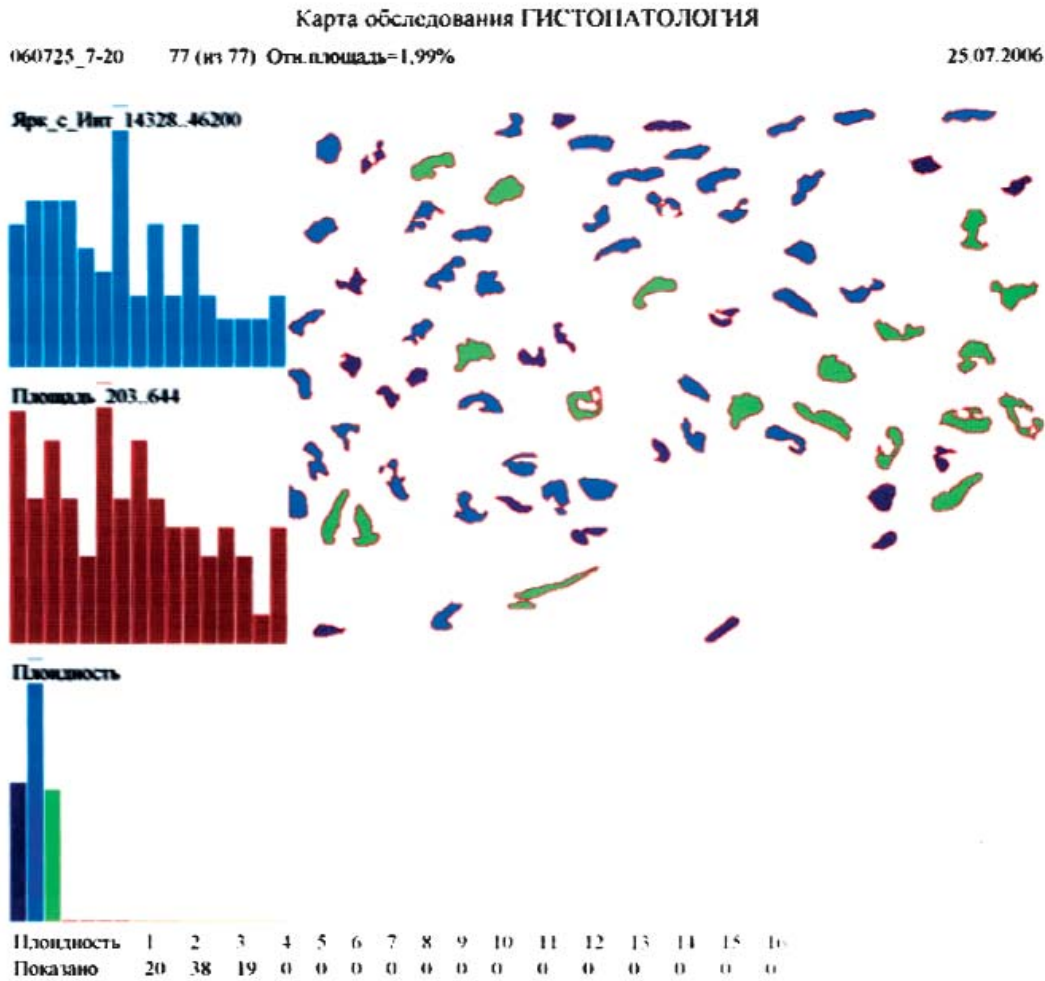 Карта обследования ГИСТОПАТОЛОГИЯ
060725_7-20 77 (из 77) Отн.площадь=1,99% 25.07.2006
Ярк_с_Инт 14328..46200
Площадь 203..644
Плоидность
Плоидность 1 2 3 4 5 6 7 8 9 10 11 12 13 14 15 16
Показано 20 38 19 0 0 0 0 0 0 0 0 0 0 0 0 0